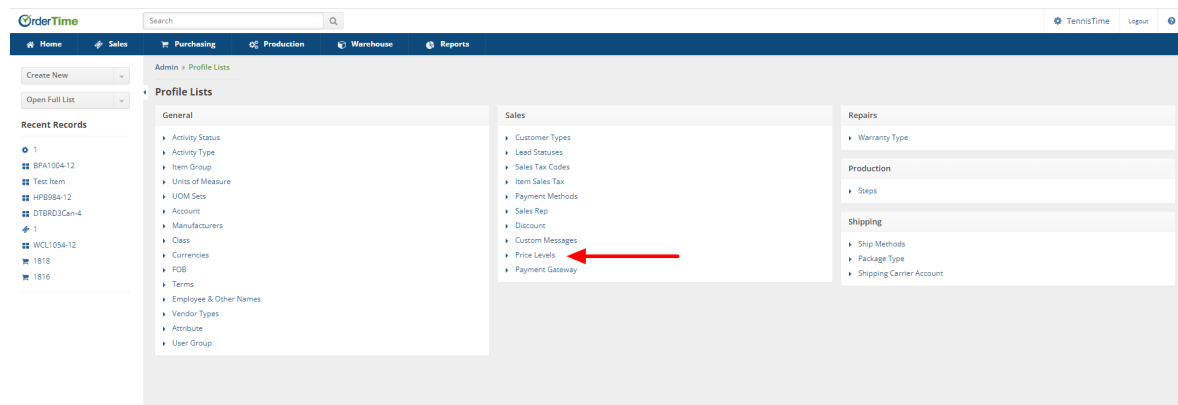 OrderTime
Search
TennisTime
Logout
Home
Sales
Purchasing
Production
Warehouse
Reports
Create New
Open Full List
Recent Records
1
BPA1004-12
Test Item
HPB984-12
DTBRD3Can-4
1
WCL1054-12
1818
1816
Admin › Profile Lists
Profile Lists
General
Activity Status
Activity Type
Item Group
Units of Measure
UOM Sets
Account
Manufacturers
Class
Currencies
FOB
Terms
Employee & Other Names
Vendor Types
Attribute
User Group
Sales
Customer Types
Lead Statuses
Sales Tax Codes
Item Sales Tax
Payment Methods
Sales Rep
Discount
Custom Messages
Price Levels
Payment Gateway
Repairs
Warranty Type
Production
Steps
Shipping
Ship Methods
Package Type
Shipping Carrier Account